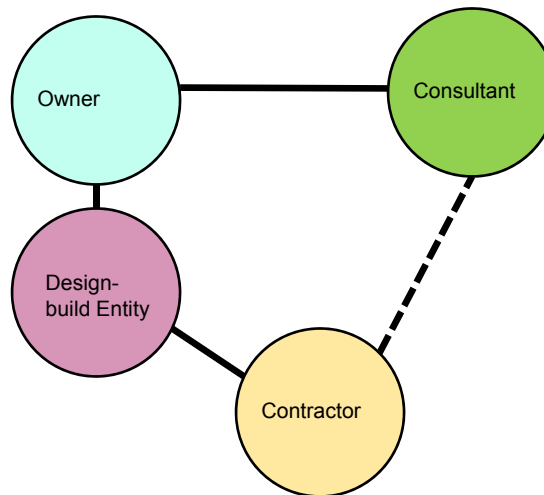 Owner
Consultant
Design-
build Entity
Contractor